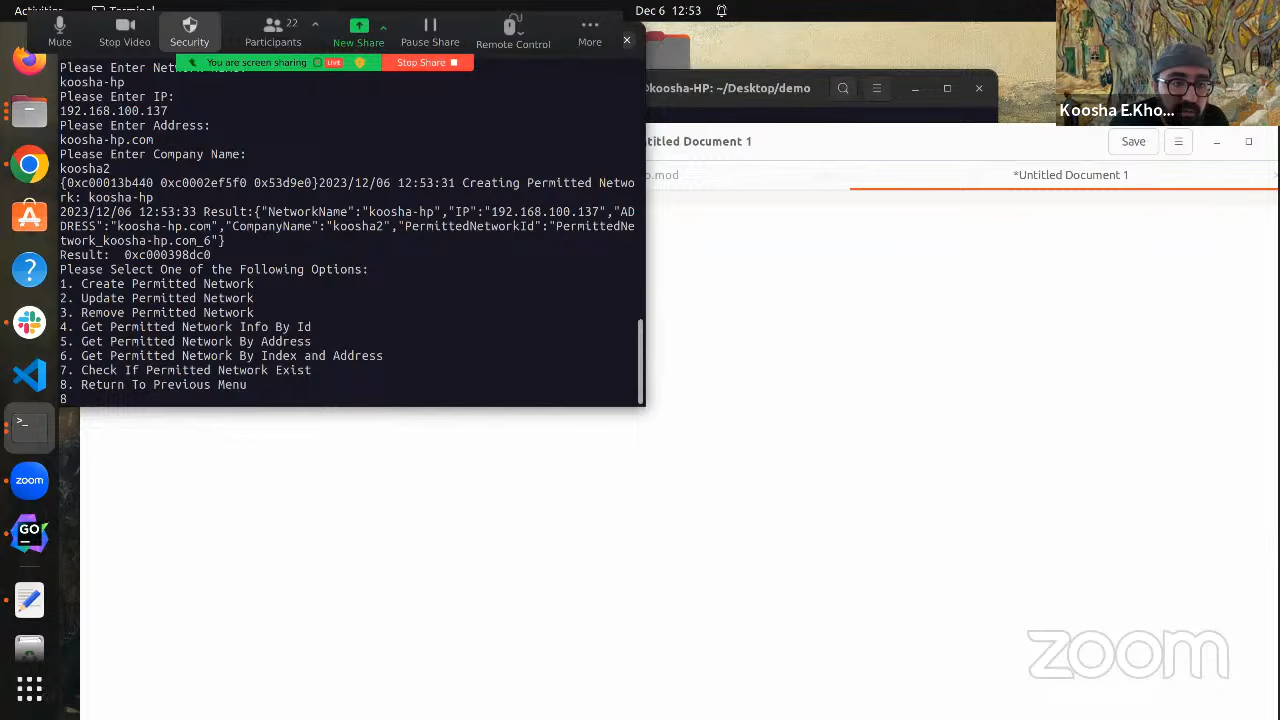 Activities
Dec 6 12:53
Mute
Stop Video
Security
Participants
22
New Share
Pause Share
Remote Control
More
You are screen sharing
LIVE
Stop Share
koosha-HP: ~/Desktop/demo
Koosha E.Kho...
Please Enter
koosha-hp
Please Enter IP:
192.168.100.137
Please Enter Address:
koosha-hp.com
Please Enter Company Name:
koosha2
{0xc00013b440 0xc0002ef5f0 0x53d9e0}2023/12/06 12:53:31 Creating Permitted Netwo
rk: koosha-hp
2023/12/06 12:53:33 Result:{"NetworkName":"koosha-hp","IP":"192.168.100.137","AD
DRESS":"koosha-hp.com","CompanyName":"koosha2","PermittedNetworkId":"PermittedNe
twork_koosha-hp.com_6"}
Result:  0xc000398dc0
Please Select One of the Following Options:
1. Create Permitted Network
2. Update Permitted Network
3. Remove Permitted Network
4. Get Permitted Network Info By Id
5. Get Permitted Network By Address
6. Get Permitted Network By Index and Address
7. Check If Permitted Network Exist
8. Return To Previous Menu
8
titled Document 1
Save
o.mod
*Untitled Document 1
zoom
GO
zoom